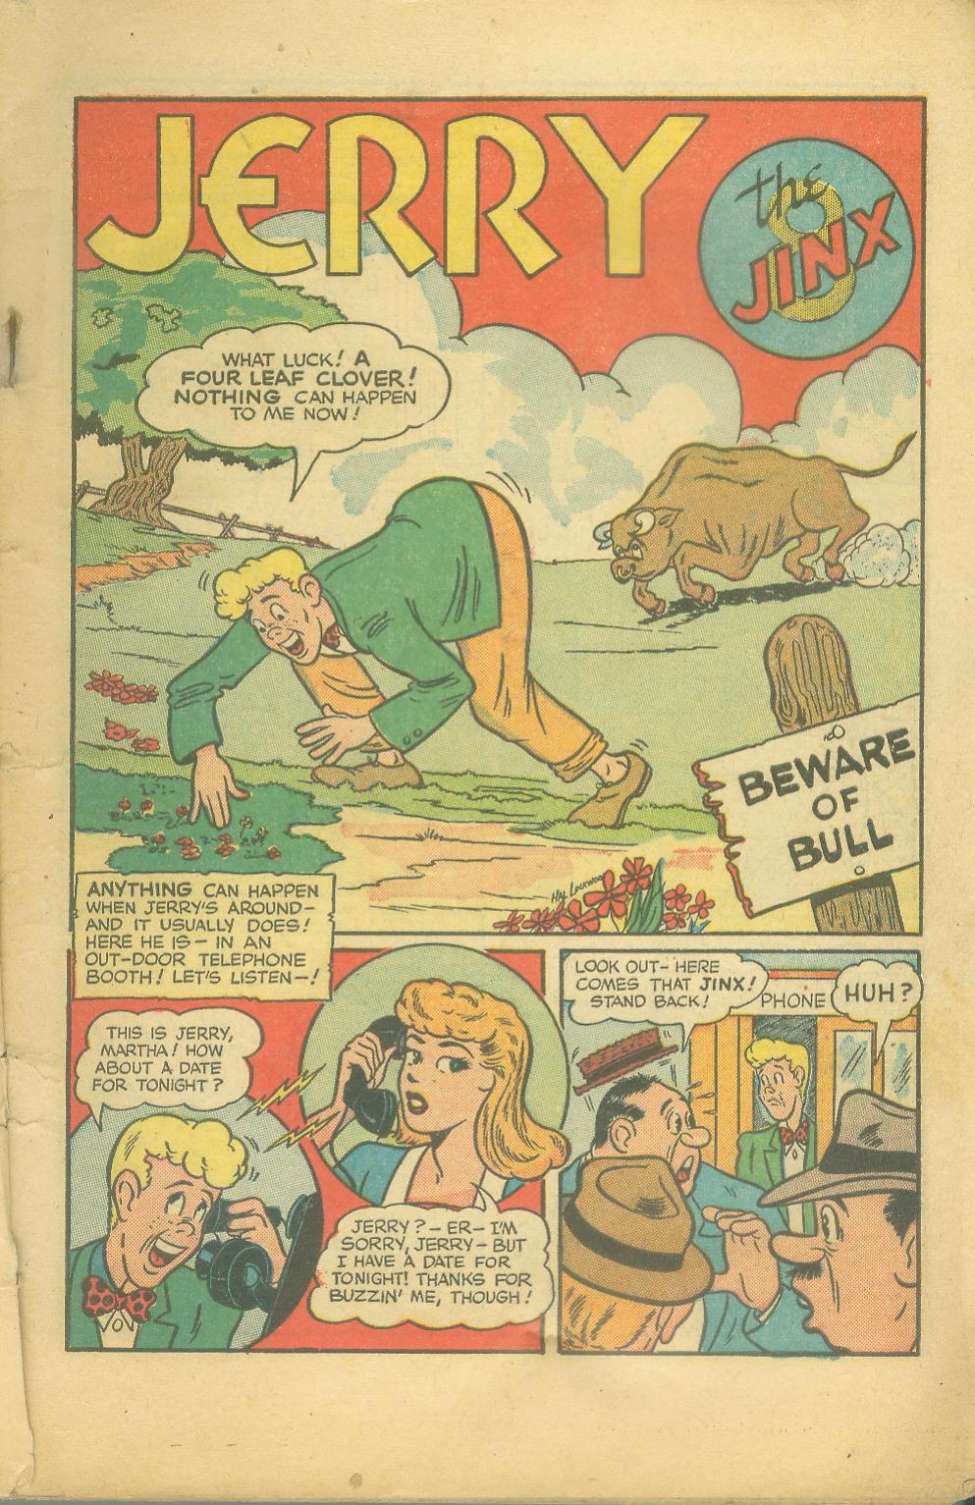 JERRY
the
JINX
8
WHAT LUCK! A
FOUR LEAF CLOVER!
NOTHING CAN HAPPEN
TO ME NOW!
BEWARE
OF
BULL
Hal Lockwood
ANYTHING CAN HAPPEN
WHEN JERRY'S AROUND—
AND IT USUALLY DOES!
HERE HE IS— IN AN
OUT-DOOR TELEPHONE
BOOTH! LET'S LISTEN—!
THIS IS JERRY,
MARTHA! HOW
ABOUT A DATE
FOR TONIGHT?
JERRY?—ER—I'M
SORRY, JERRY—BUT
I HAVE A DATE FOR
TONIGHT! THANKS FOR
BUZZIN' ME, THOUGH!
LOOK OUT—HERE
COMES THAT JINX!
STAND BACK!
PHONE
HUH?